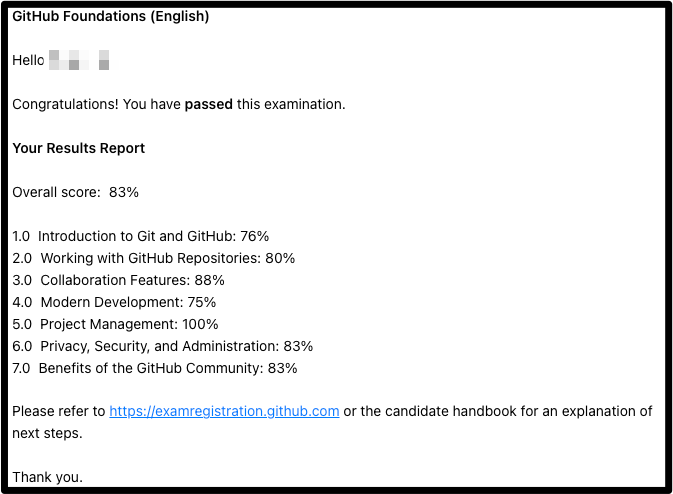 GitHub Foundations (English)
Hello
Congratulations! You have passed this examination.
Your Results Report
Overall score:  83%
1.0  Introduction to Git and GitHub: 76%
2.0  Working with GitHub Repositories: 80%
3.0  Collaboration Features: 88%
4.0  Modern Development: 75%
5.0  Project Management: 100%
6.0  Privacy, Security, and Administration: 83%
7.0  Benefits of the GitHub Community: 83%
Please refer to https://examregistration.github.com or the candidate handbook for an explanation of
next steps.
Thank you.